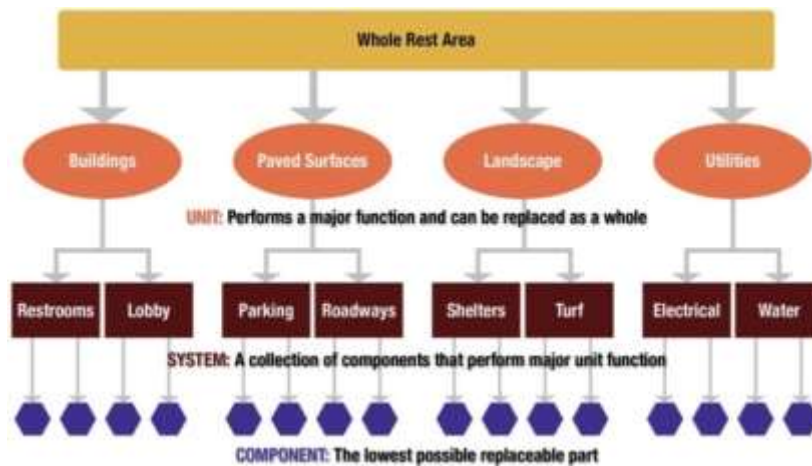 Whole Rest Area
Buildings
Paved Surfaces
Landscape
Utilities
UNIT: Performs a major function and can be replaced as a whole
Restrooms
Lobby
Parking
Roadways
Shelters
Turf
Electrical
Water
SYSTEM: A collection of components that perform major unit function
COMPONENT: The lowest possible replaceable part